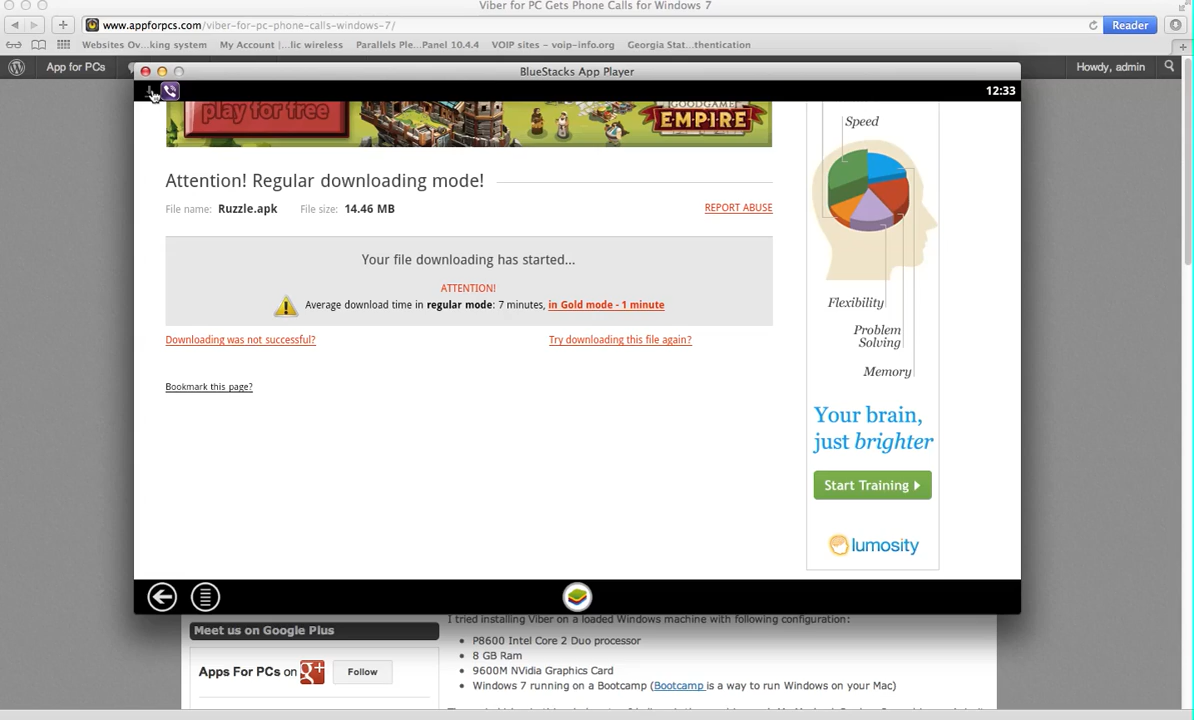 Viber for PC Gets Phone Calls for Windows 7
www.appforpcs.com/viber-for-pc-phone-calls-windows-7/
Reader
Websites Ov...king system
My Account |...lic wireless
Parallels Ple...Panel 10.4.4
VOIP sites – voip-info.org
Georgia Stat...thentication
App for PCs
Howdy, admin
BlueStacks App Player
12:33
play for free
GOODGAME
EMPIRE
Speed
Attention! Regular downloading mode!
File name: Ruzzle.apk File size: 14.46 MB
REPORT ABUSE
Your file downloading has started...
ATTENTION!
Average download time in regular mode: 7 minutes, in Gold mode - 1 minute
Downloading was not successful?
Try downloading this file again?
Bookmark this page?
Flexibility
Problem
Solving
Memory
Your brain,
just brighter
Start Training
lumosity
Meet us on Google Plus
Apps For PCs on g+
Follow
I tried installing Viber on a loaded Windows machine with following configuration:
P8600 Intel Core 2 Duo processor
8 GB Ram
9600M NVidia Graphics Card
Windows 7 running on a Bootcamp (Bootcamp is a way to run Windows on your Mac)